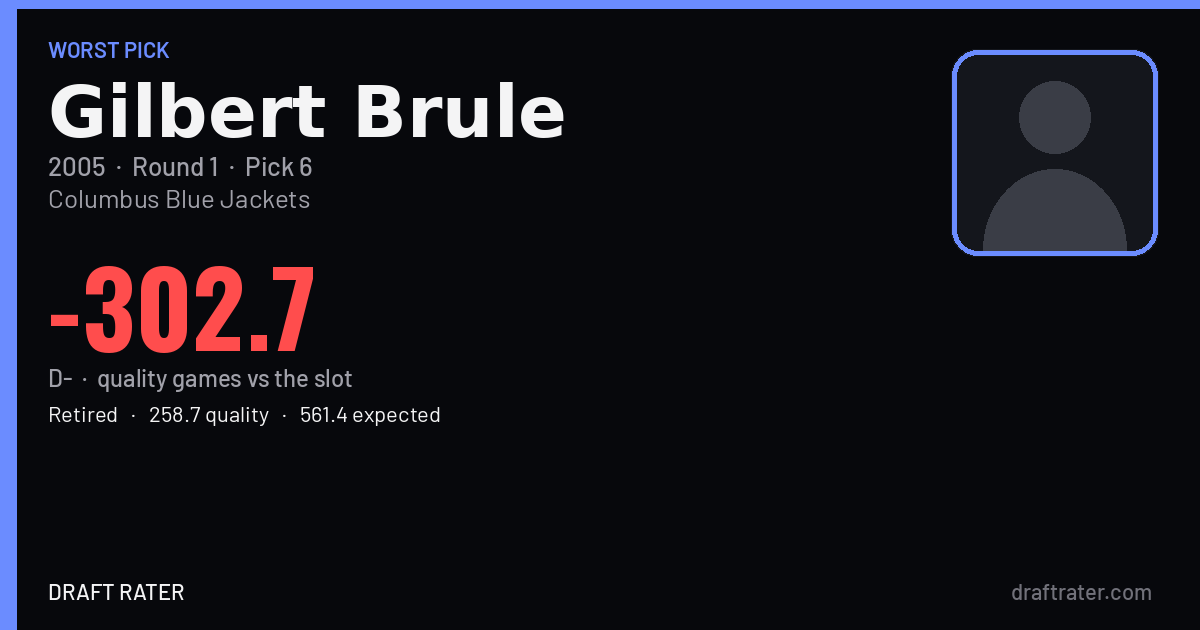 WORST PICK
Gilbert Brule
2005 · Round 1 · Pick 6
Columbus Blue Jackets
-302.7
D- · quality games vs the slot
Retired · 258.7 quality · 561.4 expected
DRAFT RATER
draftrater.com